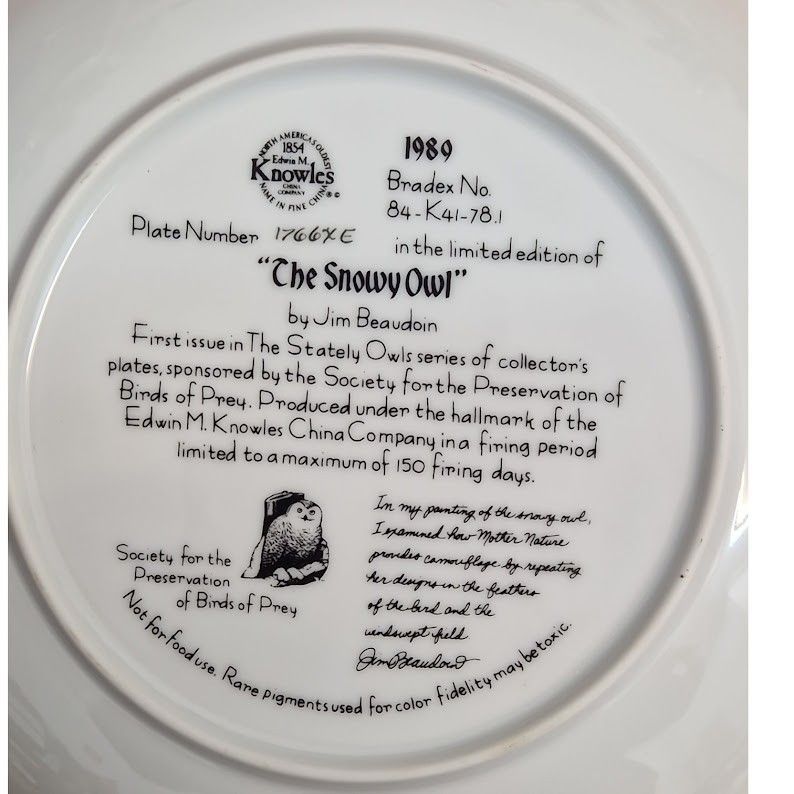 NORTH AMERICA'S OLDEST
1854
Edwin M.
Knowles
CHINA
COMPANY
NAME IN FINE CHINA
®©
1989
Bradex No.
84-K41-78.1
Plate Number 1766XE in the limited edition of
"The Snowy Owl"
by Jim Beaudoin
First issue in The Stately Owls series of collector's
plates, sponsored by the Society for the Preservation of
Birds of Prey. Produced under the hallmark of the
Edwin M. Knowles China Company in a firing period
limited to a maximum of 150 firing days.
Society for the
Preservation
of Birds of Prey
In my painting of the snowy owl,
I examined how Mother Nature
provides camouflage by repeating
her designs in the feathers
of the bird and the
windswept field.
Jim Beaudoin
Not for food use. Rare pigments used for color fidelity may be toxic.